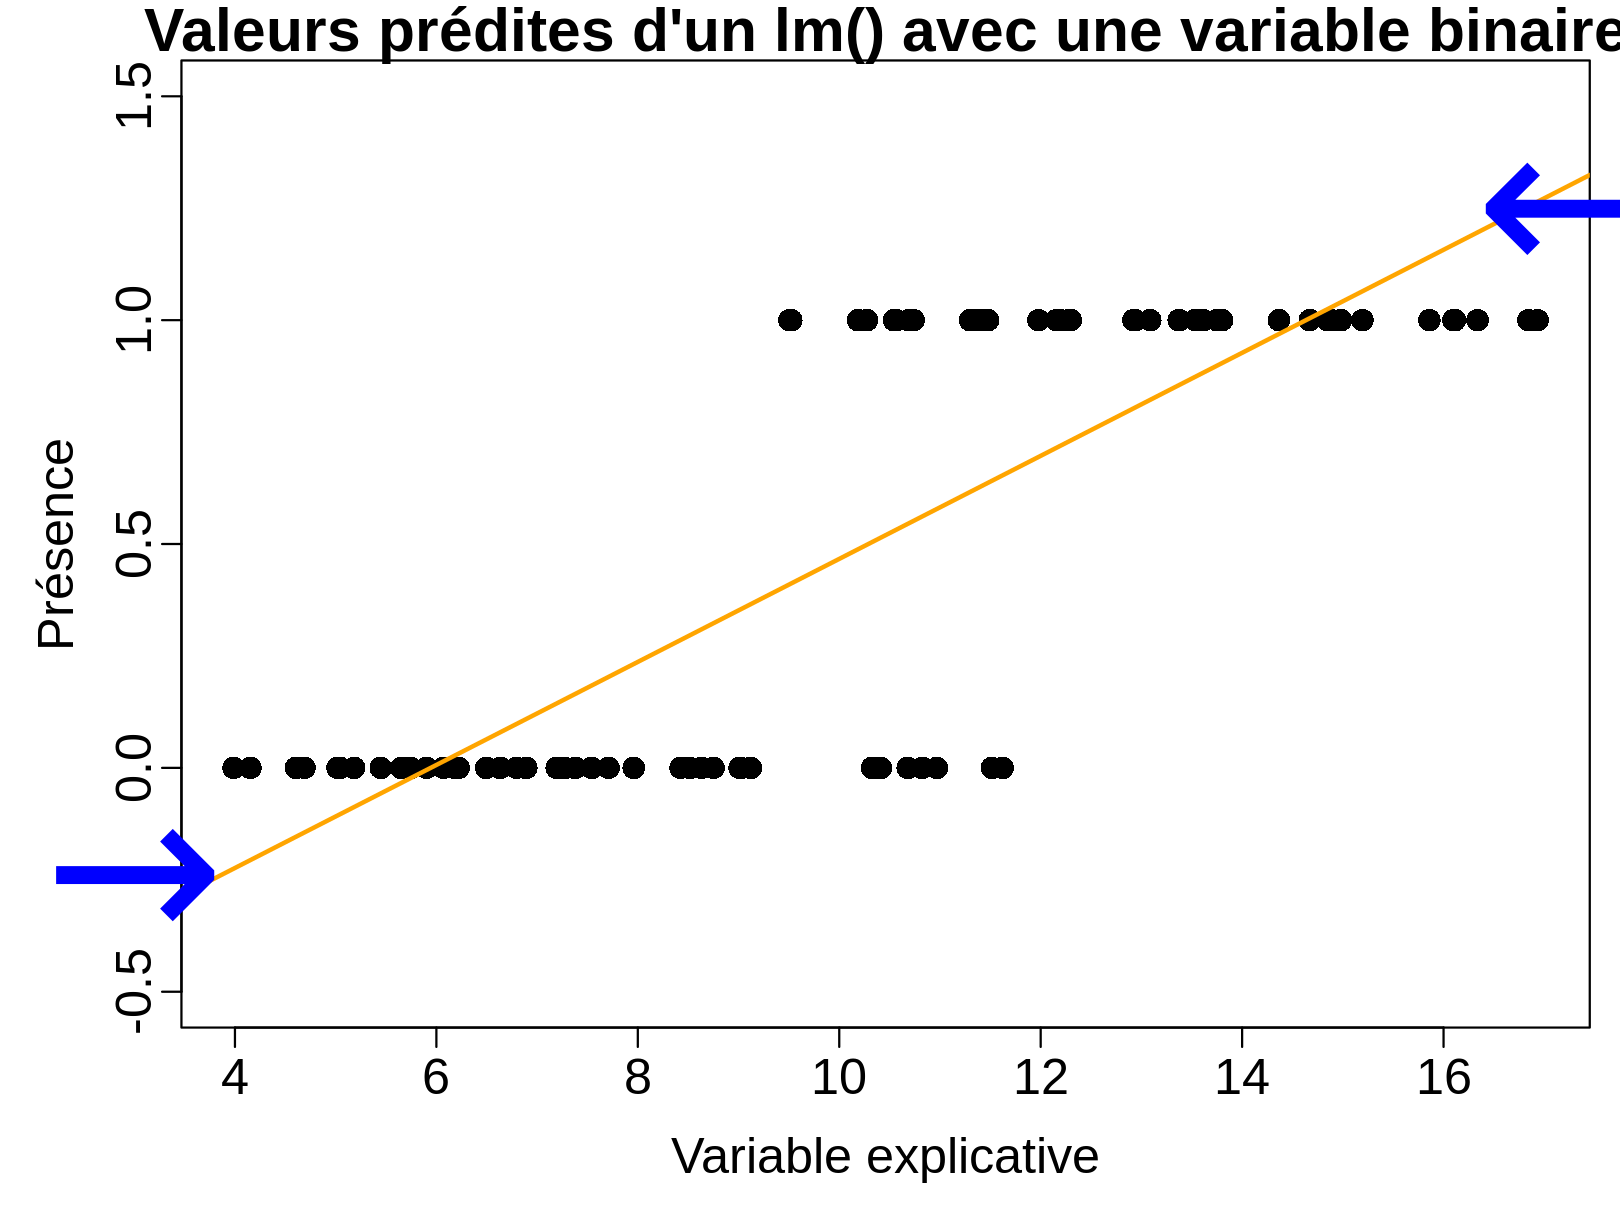 Valeurs prédites d'un lm() avec une variable binaire
1.5
1.0
0.5
0.0
-0.5
Présence
4 6 8 10 12 14 16
Variable explicative